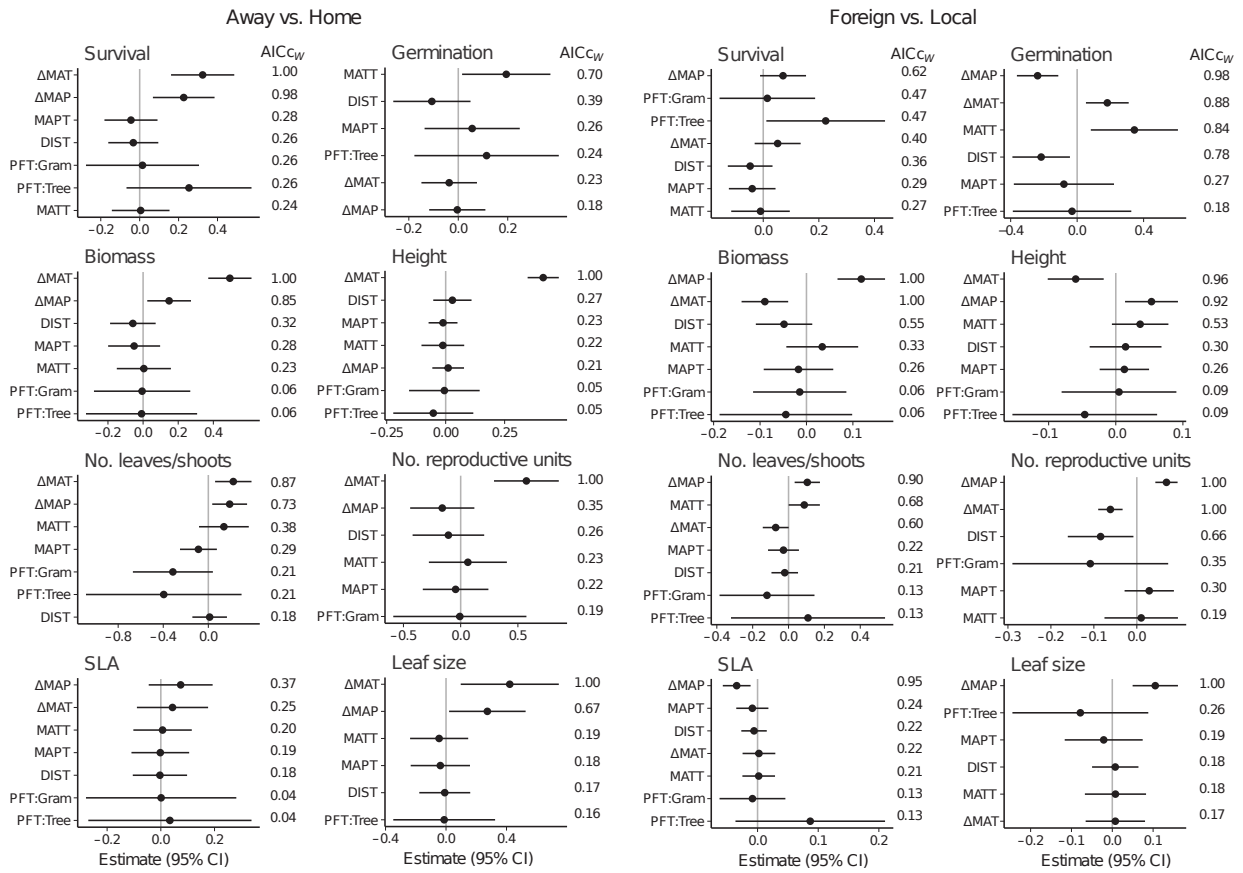 Away vs. Home
Foreign vs. Local
Survival
AICc_W
ΔMAT
1.00
ΔMAP
0.98
MAPT
0.28
DIST
0.26
PFT:Gram
0.26
PFT:Tree
0.26
MATT
0.24
−0.2 0.0 0.2 0.4 0.6
Germination
AICc_W
MATT
0.70
DIST
0.39
MAPT
0.26
PFT:Tree
0.24
ΔMAT
0.23
ΔMAP
0.18
−0.2 0.0 0.2
Survival
AICc_W
ΔMAP
0.62
PFT:Gram
0.47
PFT:Tree
0.47
ΔMAT
0.40
DIST
0.36
MAPT
0.29
MATT
0.27
0.0 0.2 0.4
Germination
AICc_W
ΔMAP
0.98
ΔMAT
0.88
MATT
0.84
DIST
0.78
MAPT
0.27
PFT:Tree
0.18
−0.4 0.0 0.4
Biomass
ΔMAT
1.00
ΔMAP
0.85
DIST
0.32
MAPT
0.28
MATT
0.23
PFT:Gram
0.06
PFT:Tree
0.06
−0.2 0.0 0.2 0.4 0.6
Height
ΔMAT
1.00
DIST
0.27
MAPT
0.23
MATT
0.22
ΔMAP
0.21
PFT:Gram
0.05
PFT:Tree
0.05
−0.25 0.00 0.25
Biomass
ΔMAP
1.00
ΔMAT
1.00
DIST
0.55
MATT
0.33
MAPT
0.26
PFT:Gram
0.06
PFT:Tree
0.06
−0.2 −0.1 0.0 0.1
Height
ΔMAT
0.96
ΔMAP
0.92
MATT
0.53
DIST
0.30
MAPT
0.26
PFT:Gram
0.09
PFT:Tree
0.09
−0.1 0.0 0.1
No. leaves/shoots
ΔMAT
0.87
ΔMAP
0.73
MATT
0.38
MAPT
0.29
PFT:Gram
0.21
PFT:Tree
0.21
DIST
0.18
−0.8 −0.4 0.0
No. reproductive units
ΔMAT
1.00
ΔMAP
0.35
DIST
0.26
MATT
0.23
MAPT
0.22
PFT:Gram
0.19
−0.5 0.0 0.5
No. leaves/shoots
ΔMAP
0.90
MATT
0.68
ΔMAT
0.60
MAPT
0.22
DIST
0.21
PFT:Gram
0.13
PFT:Tree
0.13
−0.4 −0.2 0.0 0.2 0.4
No. reproductive units
ΔMAP
1.00
ΔMAT
1.00
DIST
0.66
PFT:Gram
0.35
MAPT
0.30
MATT
0.19
−0.3 −0.2 −0.1 0.0
SLA
ΔMAP
0.37
ΔMAT
0.25
MATT
0.20
MAPT
0.19
DIST
0.18
PFT:Gram
0.04
PFT:Tree
0.04
−0.2 0.0 0.2
Estimate (95% CI)
Leaf size
ΔMAT
1.00
ΔMAP
0.67
MATT
0.19
MAPT
0.18
DIST
0.17
PFT:Tree
0.16
−0.4 0.0 0.4
Estimate (95% CI)
SLA
ΔMAP
0.95
MAPT
0.24
DIST
0.22
ΔMAT
0.22
MATT
0.21
PFT:Gram
0.13
PFT:Tree
0.13
0.0 0.1 0.2
Estimate (95% CI)
Leaf size
ΔMAP
1.00
PFT:Tree
0.26
MAPT
0.19
DIST
0.18
MATT
0.18
ΔMAT
0.17
−0.2 −0.1 0.0 0.1
Estimate (95% CI)